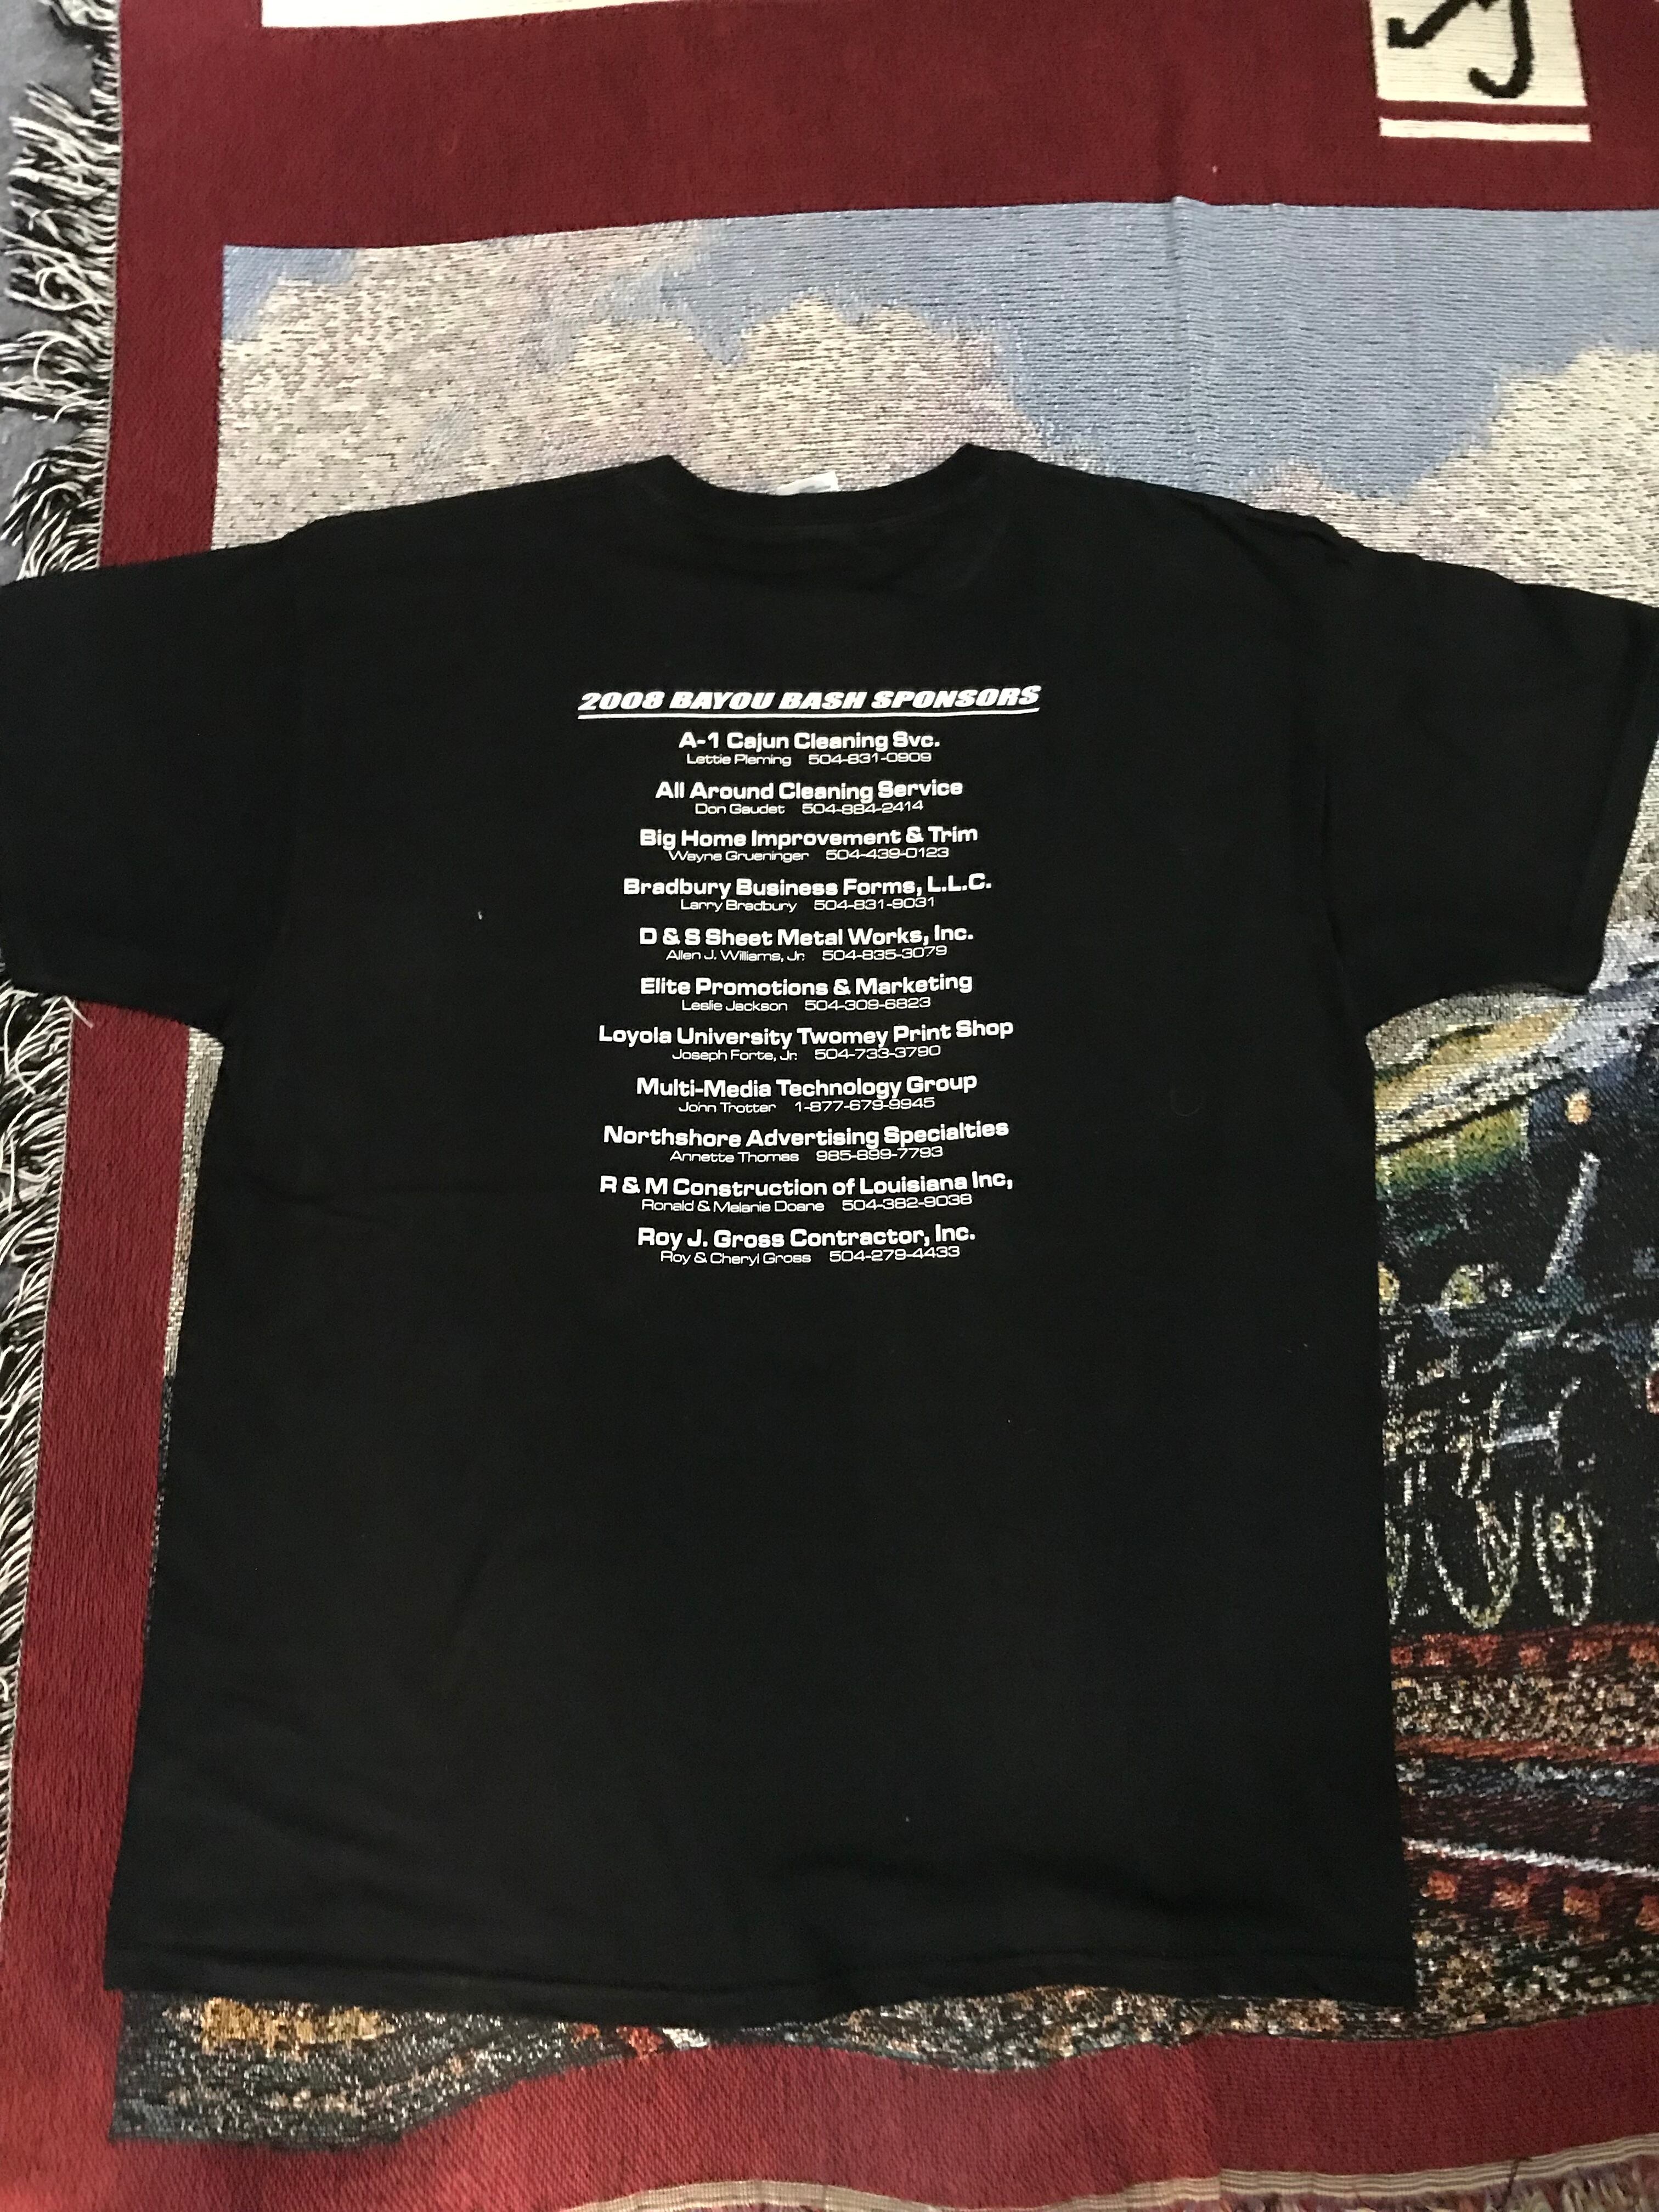 2008 BAYOU BASH SPONSORS
A-1 Cajun Cleaning Svc.
Lettie Pleming 504-831-0909
All Around Cleaning Service
Don Gaudet 504-884-2414
Big Home Improvement & Trim
Wayne Grueninger 504-439-0123
Bradbury Business Forms, L.L.C.
Larry Bradbury 504-831-9031
D & S Sheet Metal Works, Inc.
Allen J. Williams, Jr. 504-835-3079
Elite Promotions & Marketing
Leslie Jackson 504-309-6823
Loyola University Twomey Print Shop
Joseph Forte, Jr. 504-733-3790
Multi-Media Technology Group
John Trotter 1-877-679-9945
Northshore Advertising Specialties
Annette Thomas 985-899-7793
R & M Construction of Louisiana Inc,
Ronald & Melanie Doane 504-382-9038
Roy J. Gross Contractor, Inc.
Roy & Cheryl Gross 504-279-4433